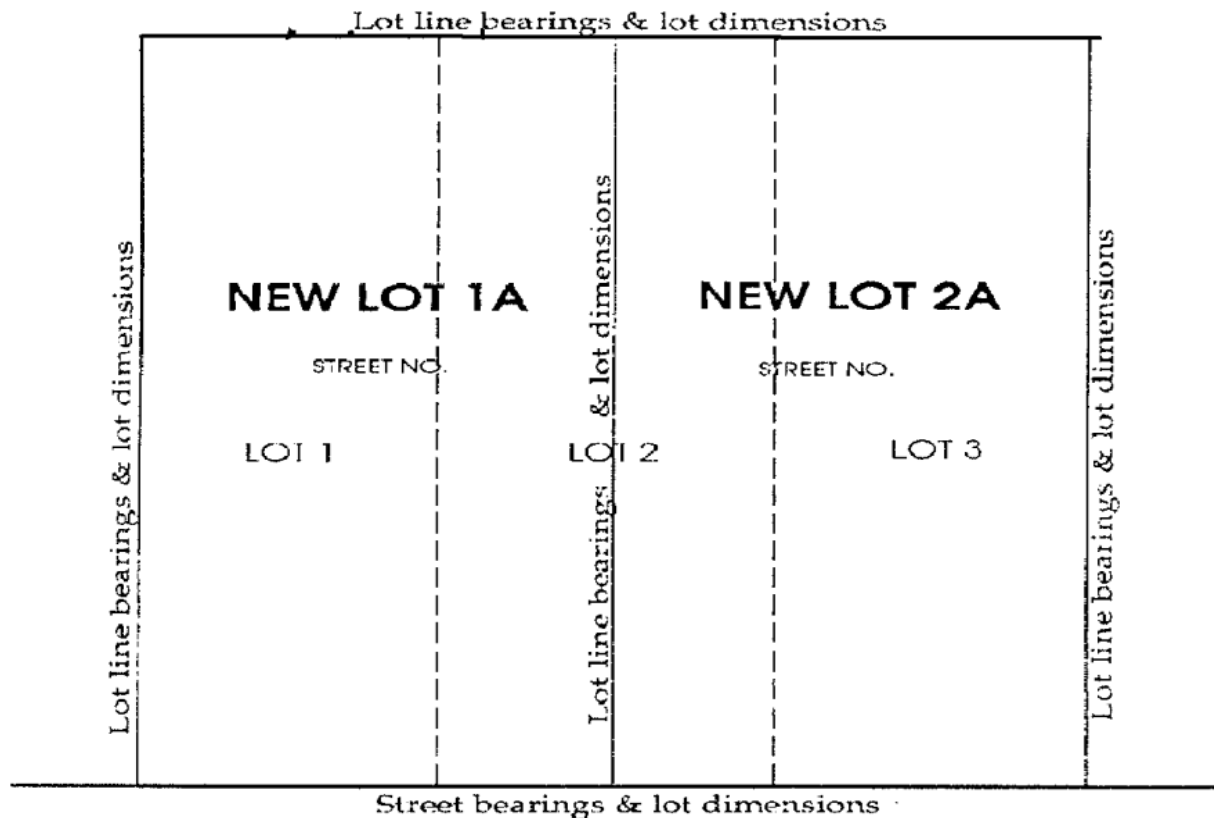 Lot line bearings & lot dimensions
Lot line bearings & lot dimensions
NEW LOT 1A
STREET NO.
LOT 1
Lot line bearings & lot dimensions
LOT 2
NEW LOT 2A
STREET NO.
LOT 3
Lot line bearings & lot dimensions
Street bearings & lot dimensions